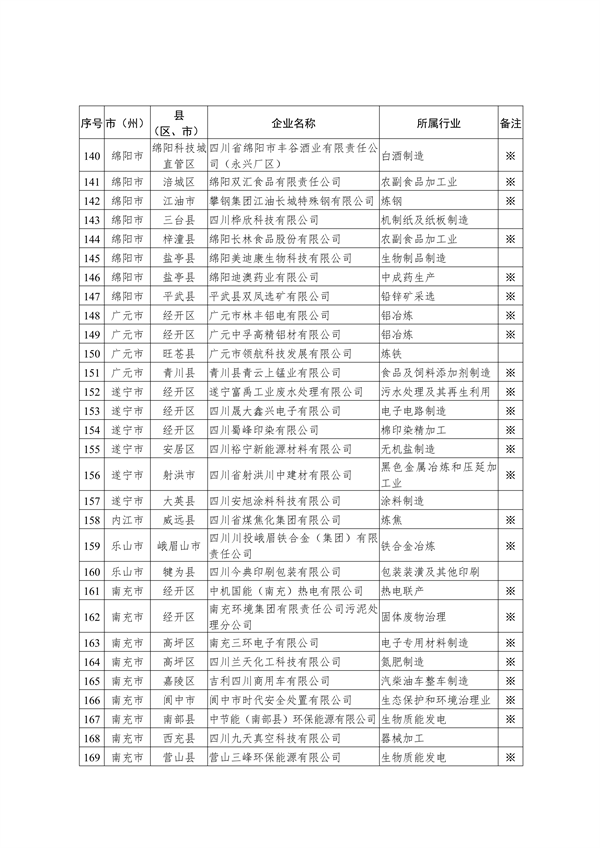 序号 市（州） 县（区、市） 企业名称 所属行业 备注
140 绵阳市 绵阳科技城直管区 四川省绵阳市丰谷酒业有限责任公司（永兴厂区） 白酒制造 ※
141 绵阳市 涪城区 绵阳双汇食品有限责任公司 农副食品加工业 ※
142 绵阳市 江油市 攀钢集团江油长城特殊钢有限公司 炼钢 ※
143 绵阳市 三台县 四川桦欣科技有限公司 机制纸及纸板制造
144 绵阳市 梓潼县 绵阳长林食品股份有限公司 农副食品加工业 ※
145 绵阳市 盐亭县 绵阳美迪康生物科技有限公司 生物制品制造
146 绵阳市 盐亭县 绵阳迪澳药业有限公司 中成药生产 ※
147 绵阳市 平武县 平武县双凤选矿有限公司 铅锌矿采选 ※
148 广元市 经开区 广元市林丰铝电有限公司 铝冶炼 ※
149 广元市 经开区 广元中孚高精铝材有限公司 铝冶炼 ※
150 广元市 旺苍县 广元市领航科技发展有限公司 炼铁
151 广元市 青川县 青川县青云上锰业有限公司 食品及饲料添加剂制造 ※
152 遂宁市 经开区 遂宁富禹工业废水处理有限公司 污水处理及其再生利用 ※
153 遂宁市 经开区 四川晟大鑫兴电子有限公司 电子电路制造 ※
154 遂宁市 经开区 四川蜀峰印染有限公司 棉印染精加工 ※
155 遂宁市 安居区 四川裕宁新能源材料有限公司 无机盐制造 ※
156 遂宁市 射洪市 四川省射洪川中建材有限公司 黑色金属冶炼和压延加工业 ※
157 遂宁市 大英县 四川安旭涂料科技有限公司 涂料制造
158 内江市 威远县 四川省煤焦化集团有限公司 炼焦 ※
159 乐山市 峨眉山市 四川川投峨眉铁合金（集团）有限责任公司 铁合金冶炼 ※
160 乐山市 犍为县 四川今典印刷包装有限公司 包装装潢及其他印刷
161 南充市 经开区 中机国能（南充）热电有限公司 热电联产 ※
162 南充市 经开区 南充环境集团有限责任公司污泥处理分公司 固体废物治理 ※
163 南充市 高坪区 南充三环电子有限公司 电子专用材料制造 ※
164 南充市 高坪区 四川兰天化工科技有限公司 氮肥制造 ※
165 南充市 嘉陵区 吉利四川商用车有限公司 汽柴油车整车制造 ※
166 南充市 阆中市 阆中市时代安全处置有限公司 生态保护和环境治理业 ※
167 南充市 南部县 中节能（南部县）环保能源有限公司 生物质能发电 ※
168 南充市 西充县 四川九天真空科技有限公司 器械加工
169 南充市 营山县 营山三峰环保能源有限公司 生物质能发电 ※